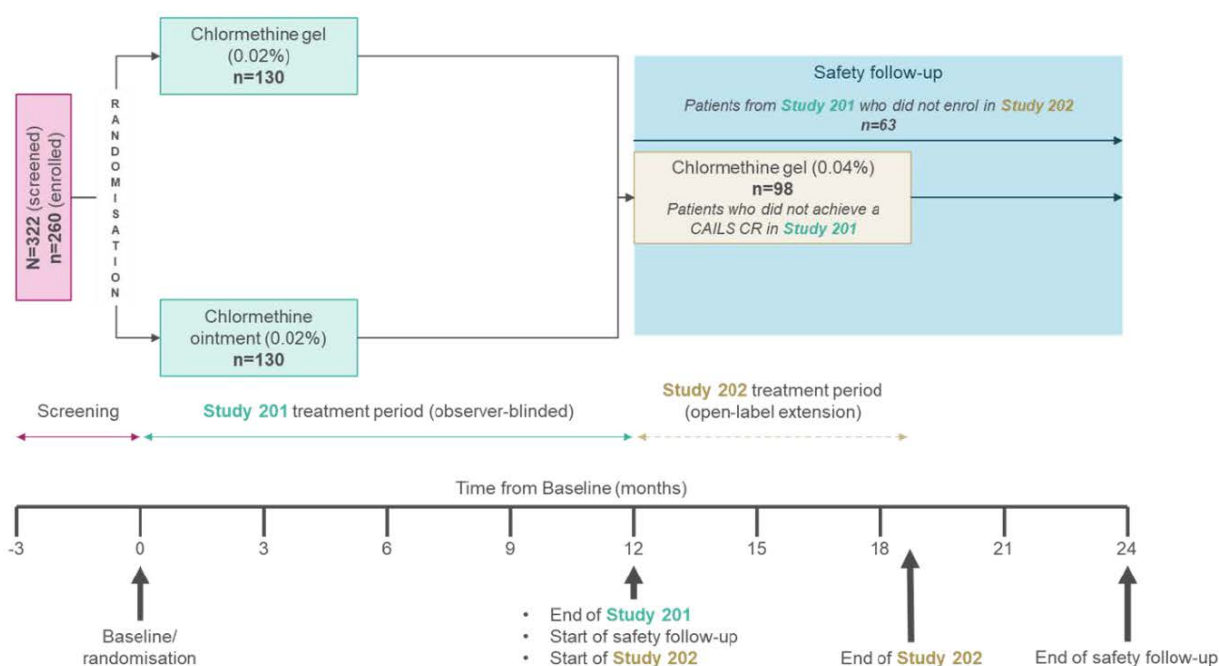 N=322 (screened)
n=260 (enrolled)
RANDOMISATION
Chlormethine gel
(0.02%)
n=130
Chlormethine
ointment (0.02%)
n=130
Safety follow-up
Patients from Study 201 who did not enrol in Study 202
n=63
Chlormethine gel (0.04%)
n=98
Patients who did not achieve a
CAILS CR in Study 201
Screening
Study 201 treatment period (observer-blinded)
Study 202 treatment period
(open-label extension)
Time from Baseline (months)
-3 0 3 6 9 12 15 18 21 24
Baseline/
randomisation
• End of Study 201
• Start of safety follow-up
• Start of Study 202
End of Study 202
End of safety follow-up